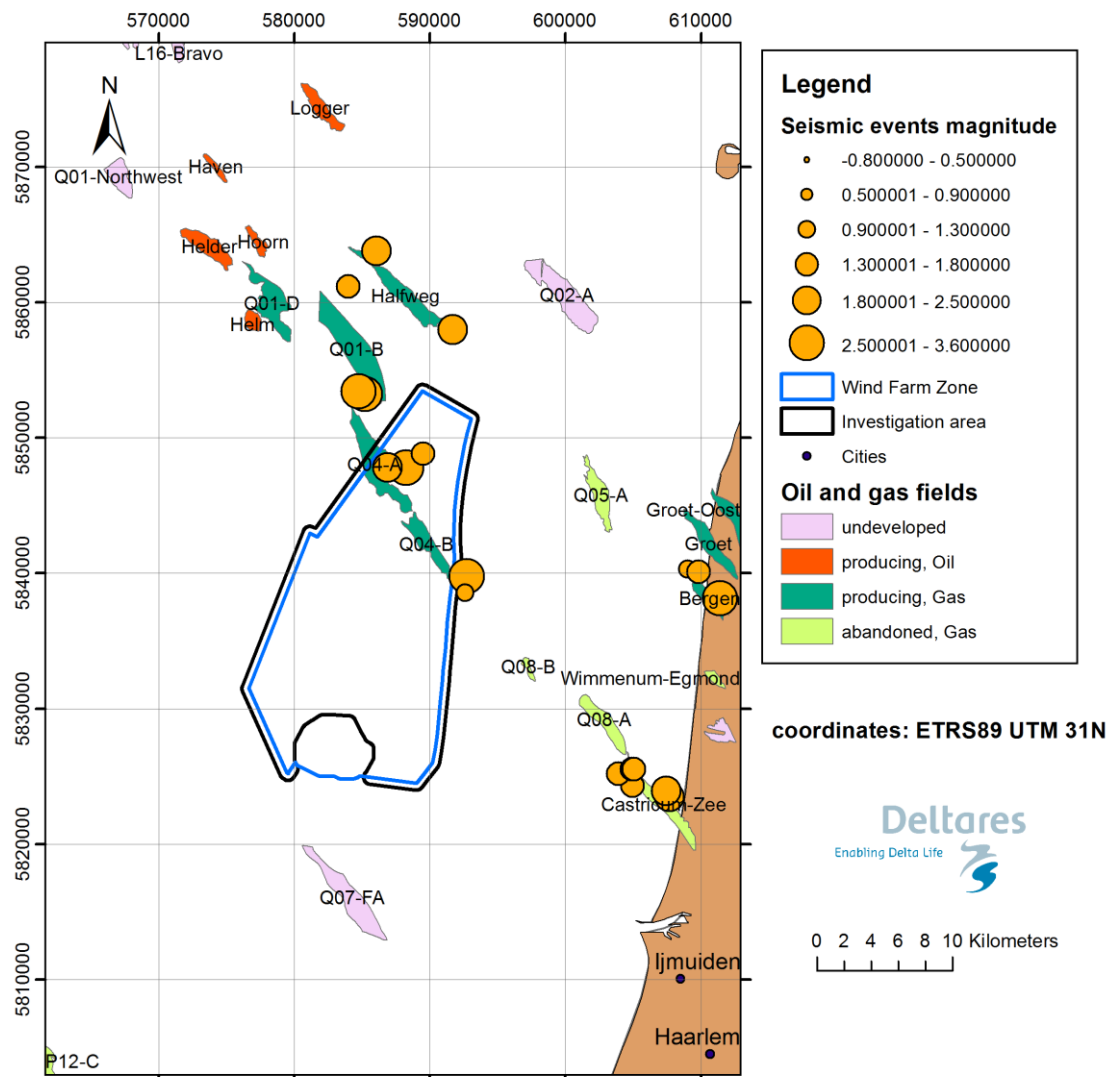 570000 580000 590000 600000 610000
N
L16-Bravo
Logger
Haven
Q01-Northwest
Hoorn
Helder
Q01-D
Halfweg
Q02-A
Helm
Q01-B
Q04-A
Q05-A
Groet-Oost
Q04-B
Groet
Bergen
Q08-B
Wimmenum-Egmond
Q08-A
Castricum-Zee
Q07-FA
Ijmuiden
Haarlem
P12-C
5870000
5860000
5850000
5840000
5830000
5820000
5810000
Legend
Seismic events magnitude
-0.800000 - 0.500000
0.500001 - 0.900000
0.900001 - 1.300000
1.300001 - 1.800000
1.800001 - 2.500000
2.500001 - 3.600000
Wind Farm Zone
Investigation area
Cities
Oil and gas fields
undeveloped
producing, Oil
producing, Gas
abandoned, Gas
coordinates: ETRS89 UTM 31N
Deltares
Enabling Delta Life
0 2 4 6 8 10 Kilometers
570000 580000 590000 600000 610000